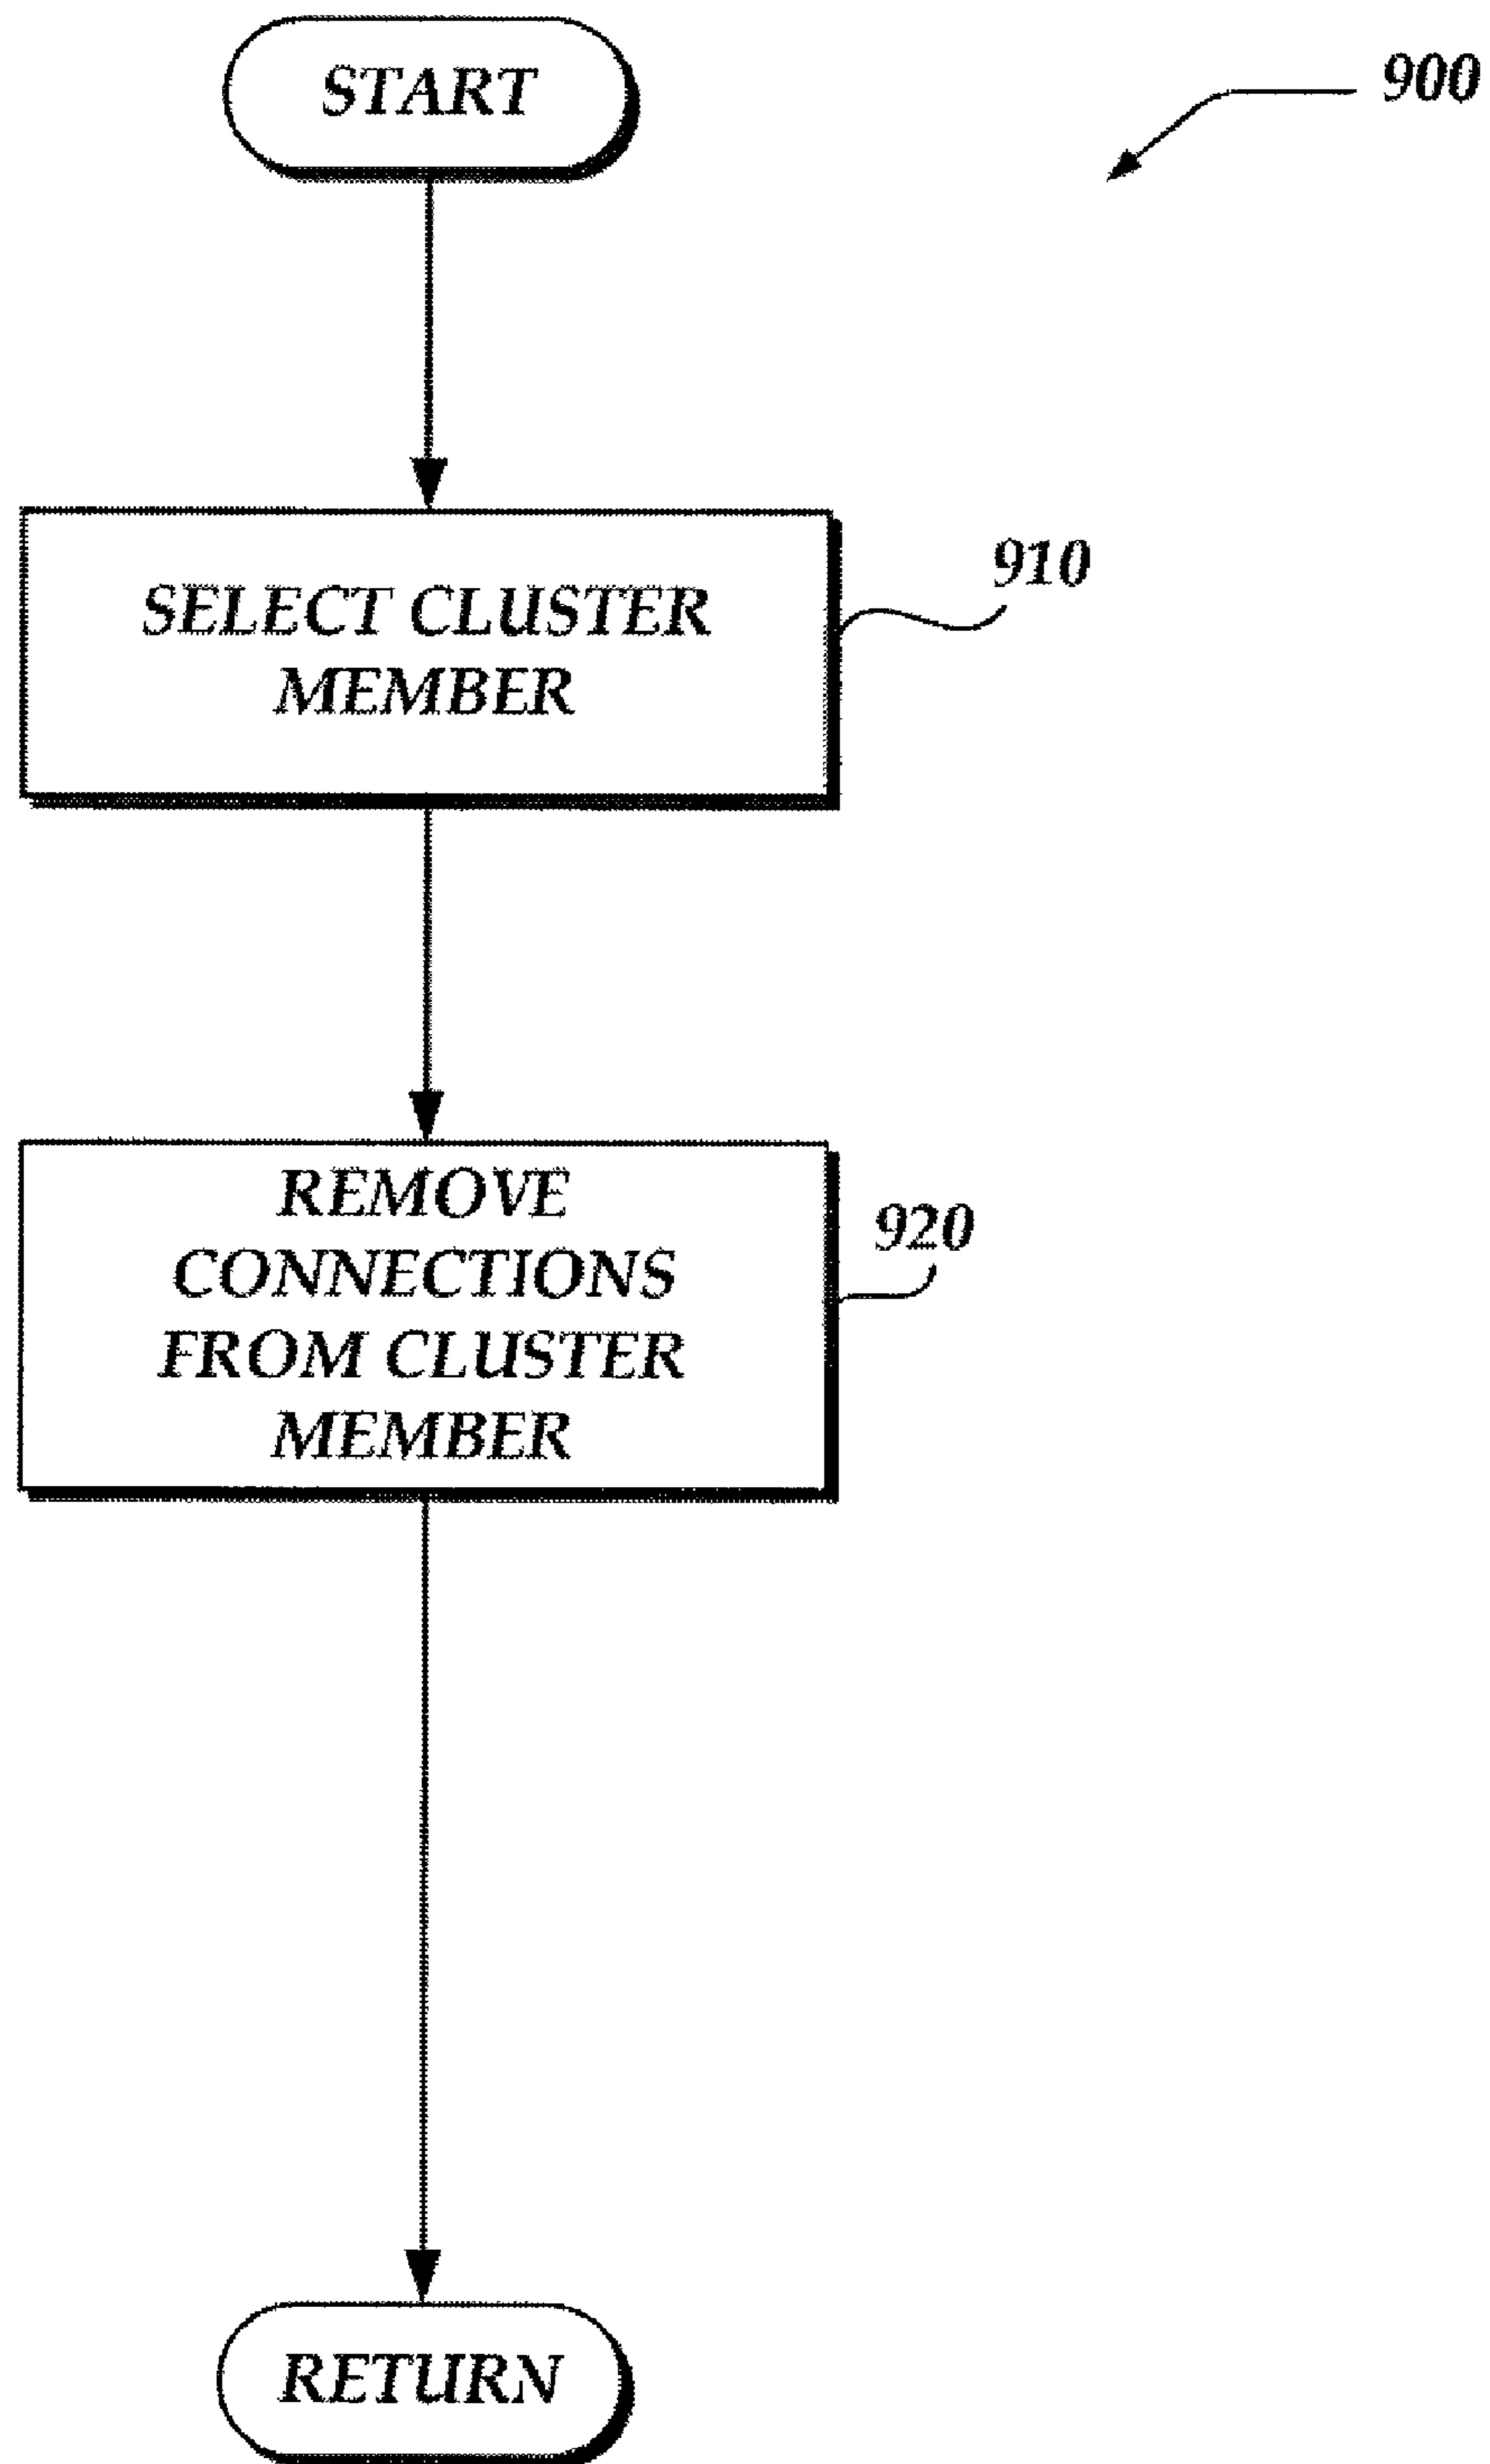 START
900
SELECT CLUSTER
MEMBER
910
REMOVE
CONNECTIONS
FROM CLUSTER
MEMBER
920
RETURN